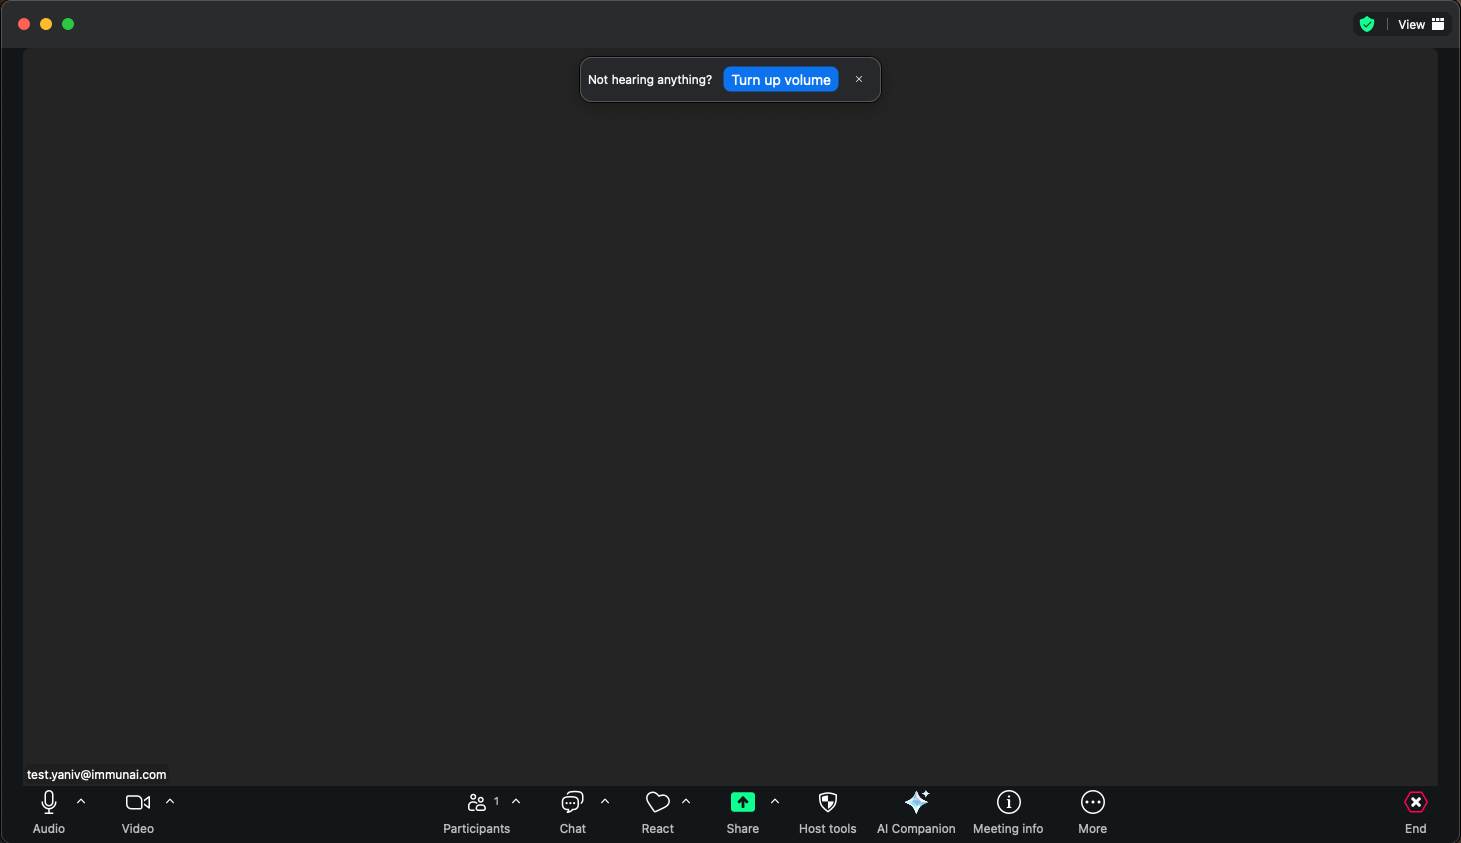 View
Not hearing anything? Turn up volume
test.yaniv@immunai.com
Audio Video Participants 1 Chat React Share Host tools AI Companion Meeting info More End